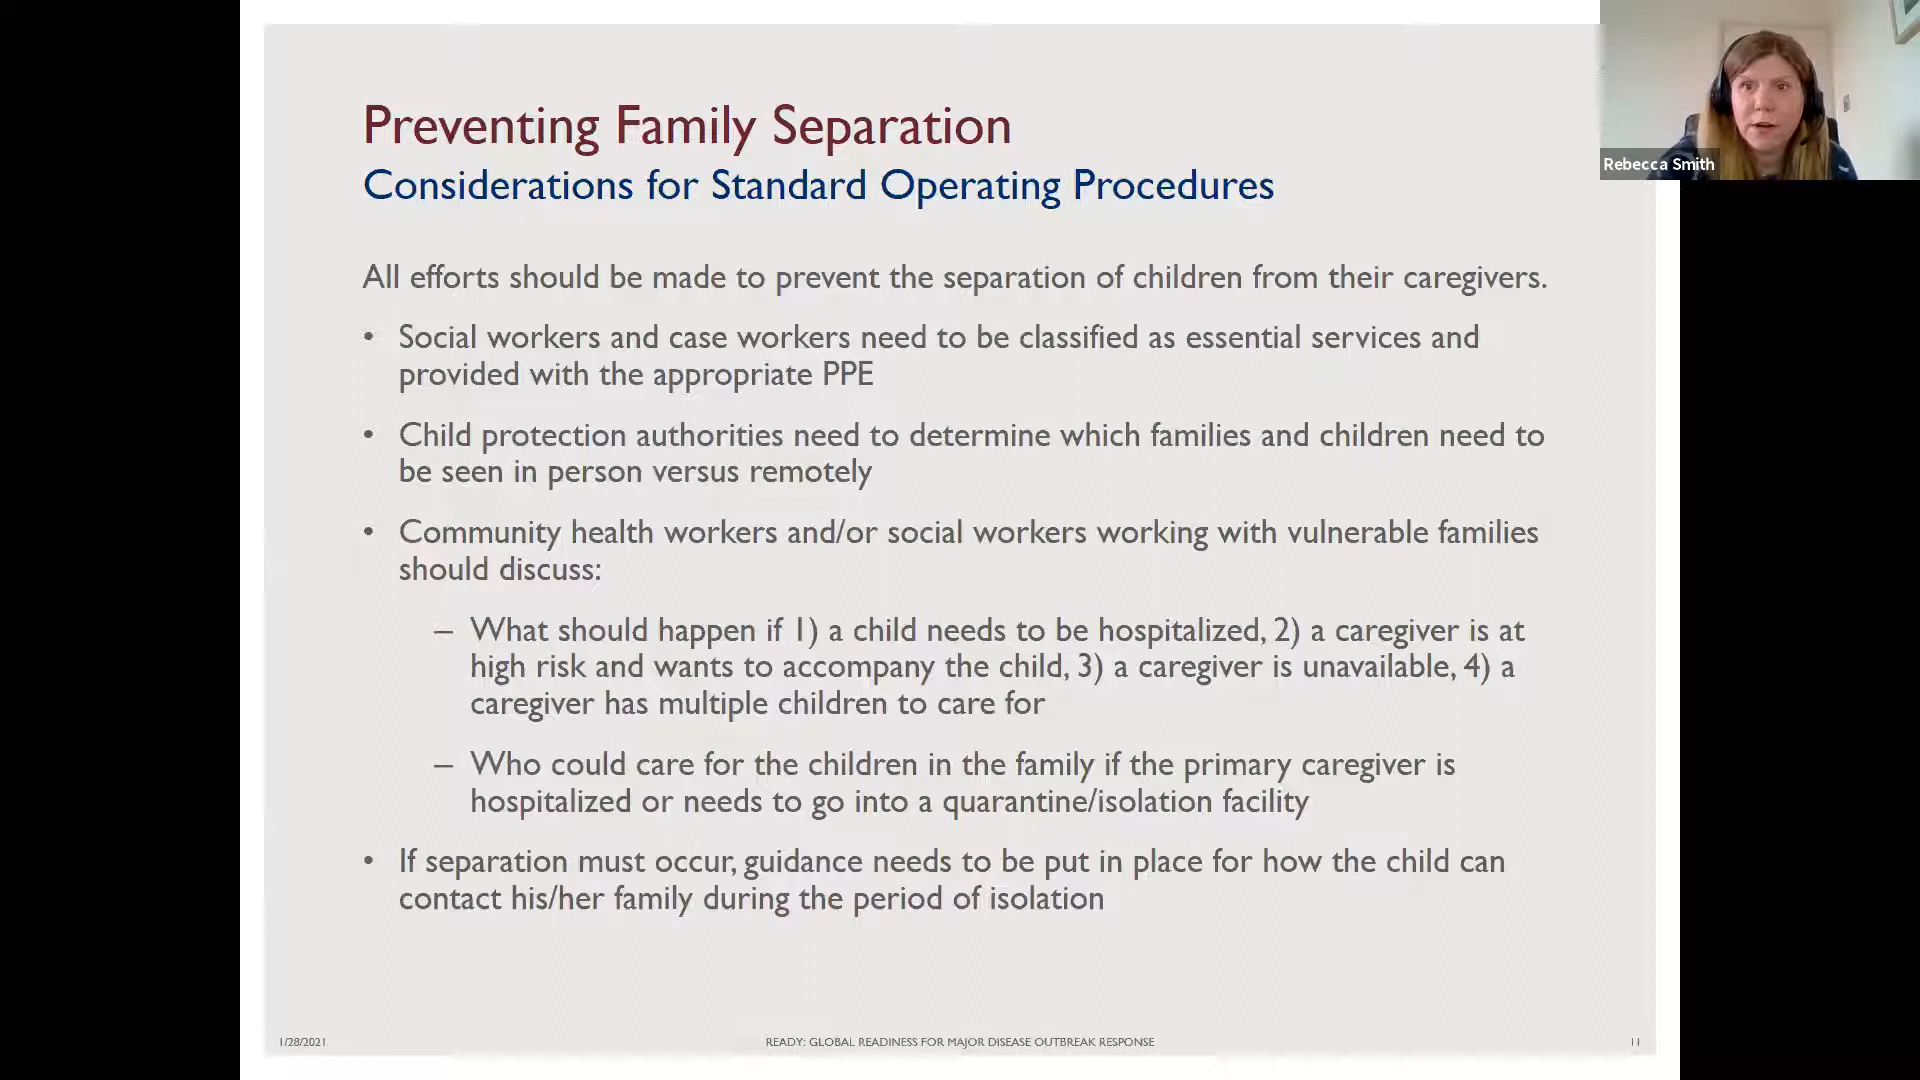 Preventing Family Separation
Considerations for Standard Operating Procedures
All efforts should be made to prevent the separation of children from their caregivers.
• Social workers and case workers need to be classified as essential services and
provided with the appropriate PPE
• Child protection authorities need to determine which families and children need to
be seen in person versus remotely
• Community health workers and/or social workers working with vulnerable families
should discuss:
– What should happen if 1) a child needs to be hospitalized, 2) a caregiver is at
high risk and wants to accompany the child, 3) a caregiver is unavailable, 4) a
caregiver has multiple children to care for
– Who could care for the children in the family if the primary caregiver is
hospitalized or needs to go into a quarantine/isolation facility
• If separation must occur, guidance needs to be put in place for how the child can
contact his/her family during the period of isolation
1/28/2021
READY: GLOBAL READINESS FOR MAJOR DISEASE OUTBREAK RESPONSE
11
Rebecca Smith